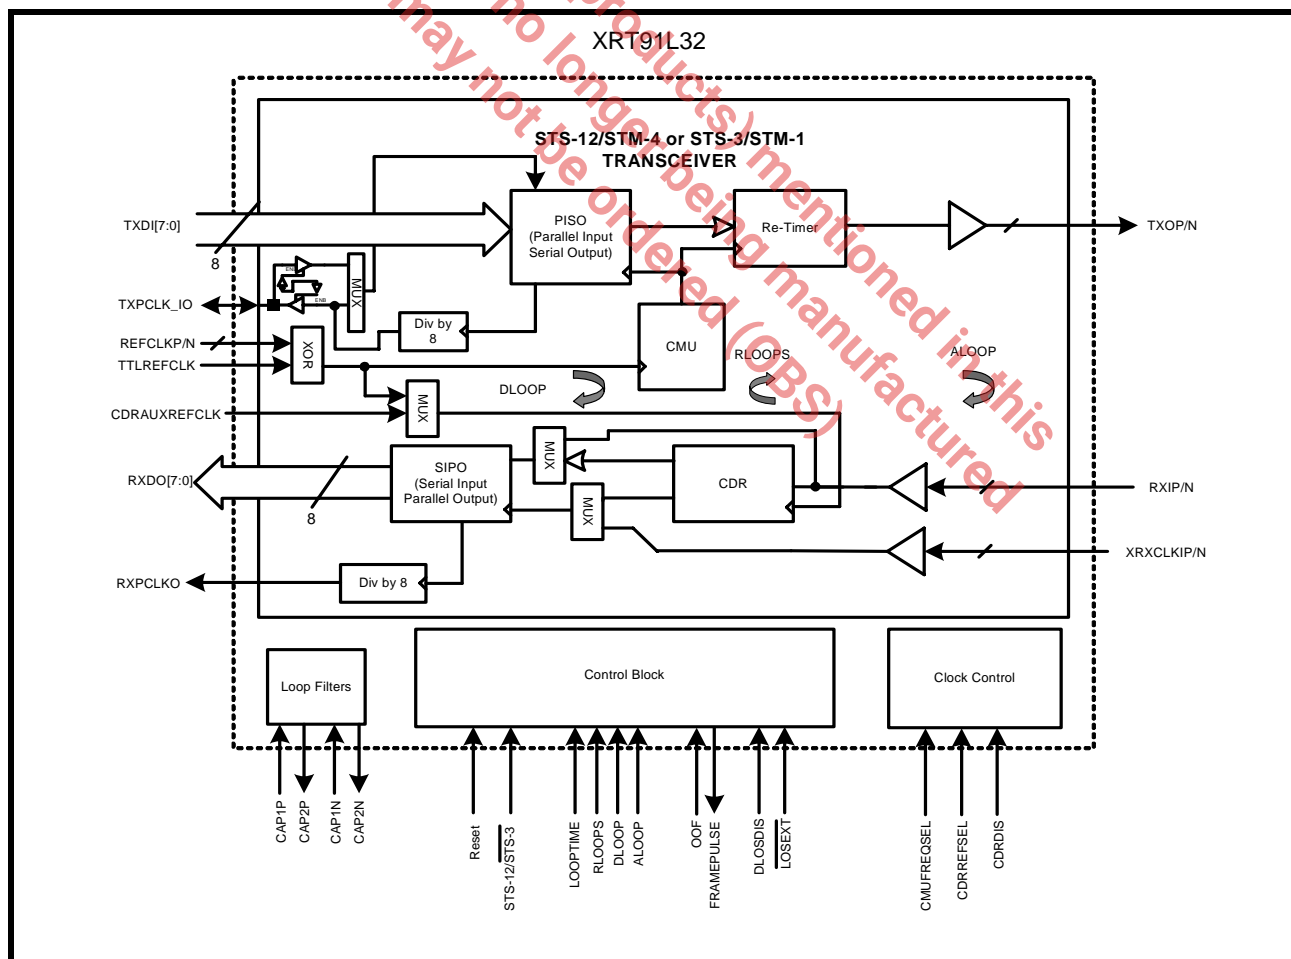 XRT91L32
products) mentioned in this
no longer being manufactured
may not be ordered (OBS)
STS-12/STM-4 or STS-3/STM-1
TRANSCEIVER
TXDI[7:0]
8
PISO
(Parallel Input
Serial Output)
Re-Timer
TXOP/N
ENB
ENB
MUX
TXPCLK_IO
Div by
8
REFCLKP/N
TTLREFCLK
XOR
CMU
RLOOPS
ALOOP
DLOOP
CDRAUXREFCLK
MUX
RXDO[7:0]
8
SIPO
(Serial Input
Parallel Output)
MUX
MUX
CDR
RXIP/N
XRXCLKIP/N
RXPCLKO
Div by 8
Loop Filters
Control Block
Clock Control
CAP1P
CAP2P
CAP1N
CAP2N
Reset
STS-12/STS-3
LOOPTIME
RLOOPS
DLOOP
ALOOP
OOF
FRAMEPULSE
DLOSDIS
LOSEXT
CMUFREQSEL
CDRREFSEL
CDRDIS